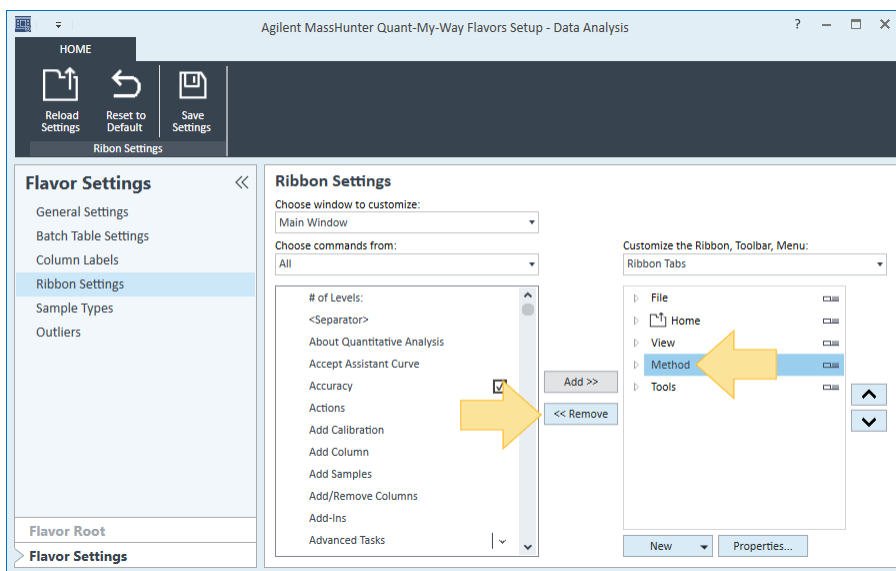 Agilent MassHunter Quant-My-Way Flavors Setup - Data Analysis
?
HOME
Reload Settings
Reset to Default
Save Settings
Ribon Settings
Flavor Settings
General Settings
Batch Table Settings
Column Labels
Ribbon Settings
Sample Types
Outliers
Flavor Root
Flavor Settings
Ribbon Settings
Choose window to customize:
Main Window
Choose commands from:
All
# of Levels:
<Separator>
About Quantitative Analysis
Accept Assistant Curve
Accuracy
Actions
Add Calibration
Add Column
Add Samples
Add/Remove Columns
Add-Ins
Advanced Tasks
Add >>
<< Remove
Customize the Ribbon, Toolbar, Menu:
Ribbon Tabs
File
Home
View
Method
Tools
New
Properties...